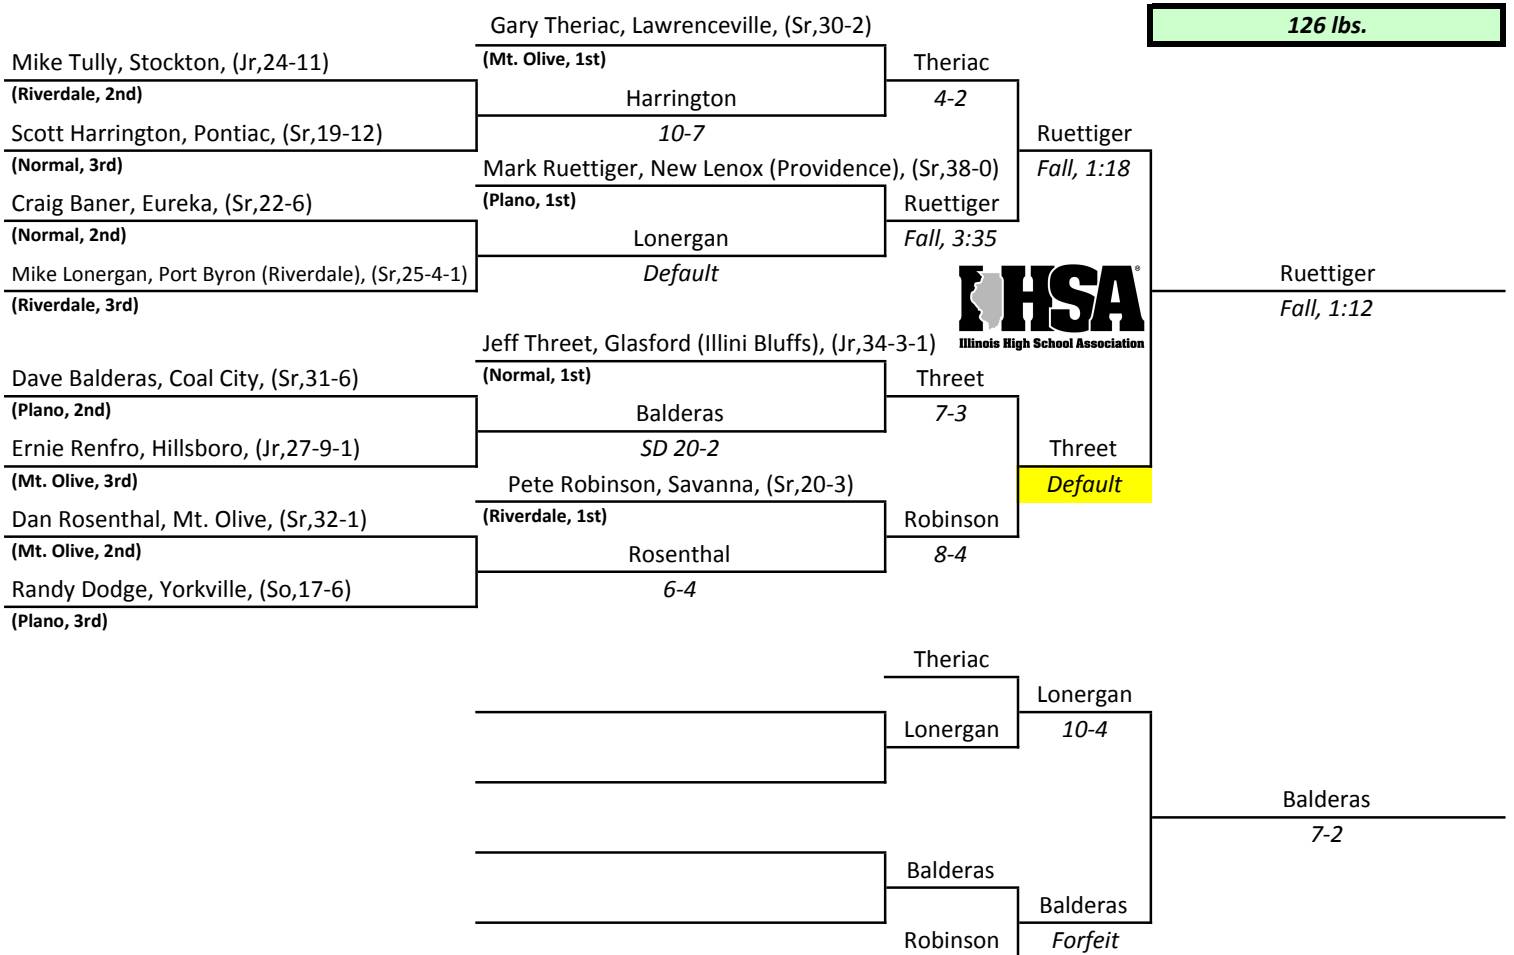 Gary Theriac, Lawrenceville, (Sr,30-2)
126 lbs.
(Mt. Olive, 1st)
Mike Tully, Stockton, (Jr,24-11)
Theriac
(Riverdale, 2nd)
Harrington
4-2
Scott Harrington, Pontiac, (Sr,19-12)
10-7
Ruettiger
(Normal, 3rd)
Mark Ruettiger, New Lenox (Providence), (Sr,38-0)
Fall, 1:18
Craig Baner, Eureka, (Sr,22-6)
(Plano, 1st)
Ruettiger
(Normal, 2nd)
Lonergan
Fall, 3:35
Mike Lonergan, Port Byron (Riverdale), (Sr,25-4-1)
Default
Ruettiger
(Riverdale, 3rd)
IHSA®
Fall, 1:12
Illinois High School Association
Jeff Threet, Glasford (Illini Bluffs), (Jr,34-3-1)
Dave Balderas, Coal City, (Sr,31-6)
(Normal, 1st)
Threet
(Plano, 2nd)
Balderas
7-3
Ernie Renfro, Hillsboro, (Jr,27-9-1)
SD 20-2
Threet
(Mt. Olive, 3rd)
Pete Robinson, Savanna, (Sr,20-3)
Default
Dan Rosenthal, Mt. Olive, (Sr,32-1)
(Riverdale, 1st)
Robinson
(Mt. Olive, 2nd)
Rosenthal
8-4
Randy Dodge, Yorkville, (So,17-6)
6-4
(Plano, 3rd)
Theriac
Lonergan
Lonergan
10-4
Balderas
7-2
Balderas
Balderas
Robinson
Forfeit